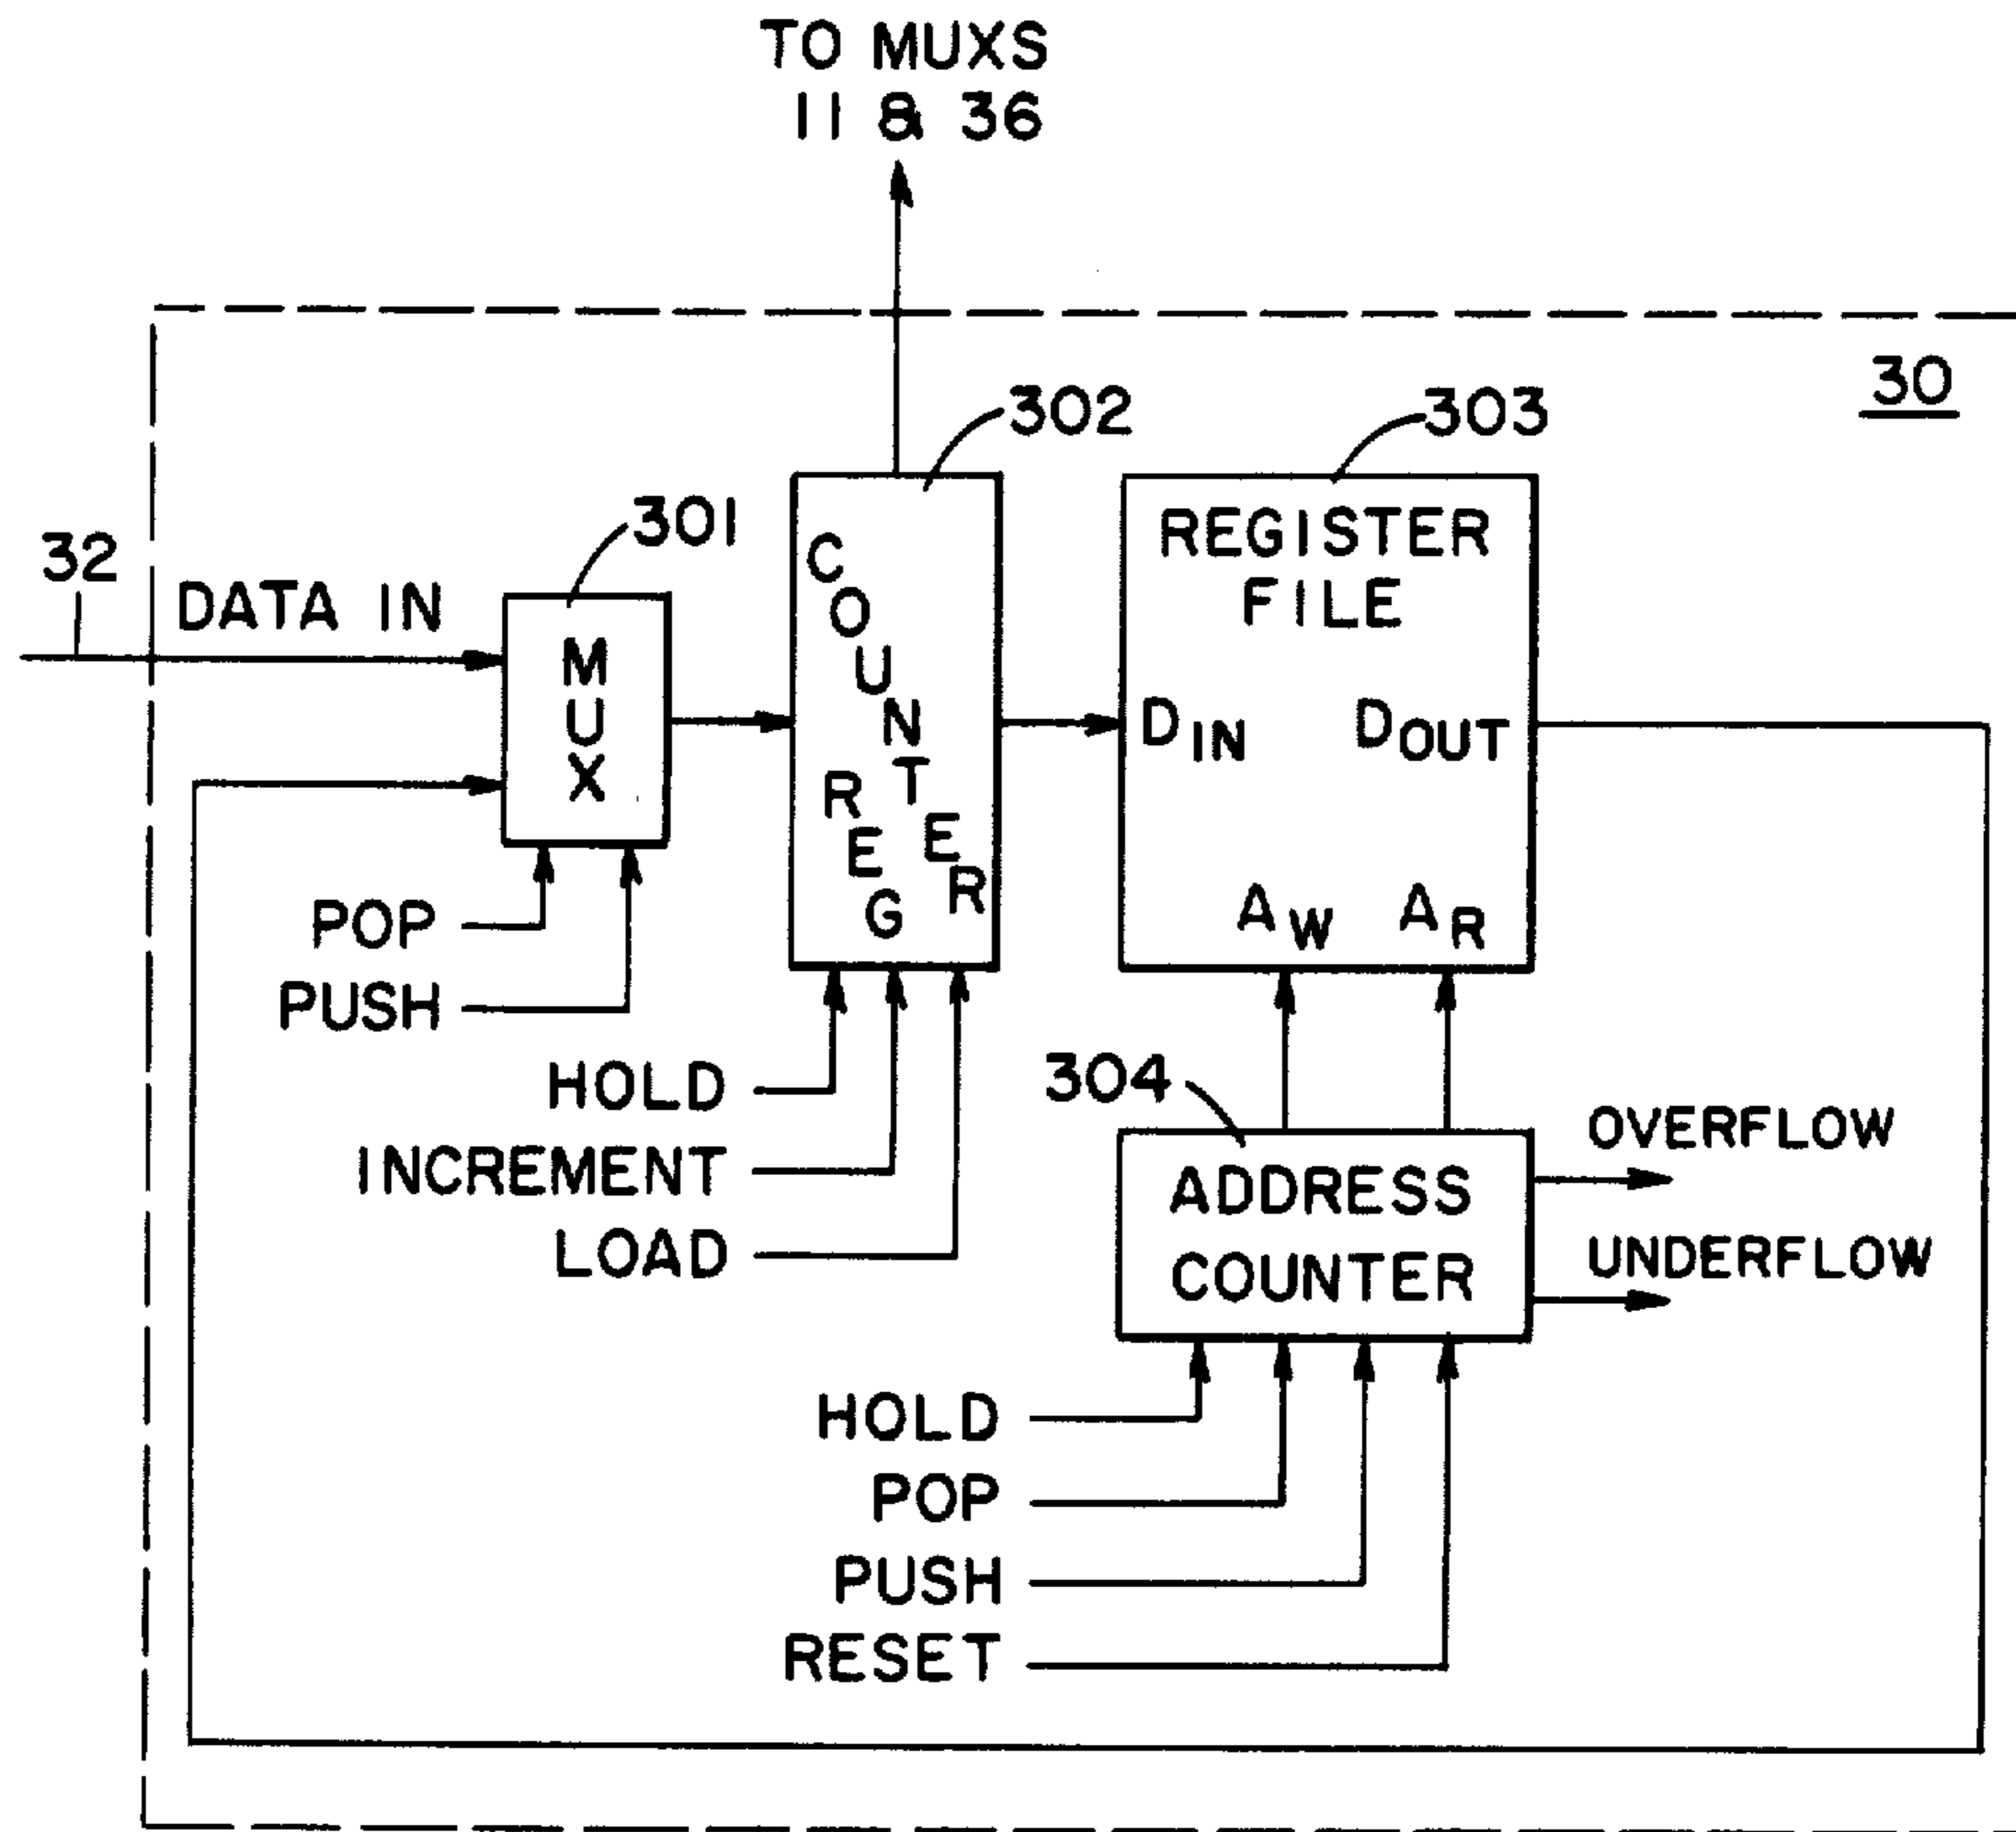 TO MUXS
11 & 36
30
302
303
301
32
DATA IN
MUX
COUNTER
REG
REGISTER
FILE
DIN
DOUT
AW
AR
POP
PUSH
HOLD
INCREMENT
LOAD
304
ADDRESS
COUNTER
OVERFLOW
UNDERFLOW
HOLD
POP
PUSH
RESET